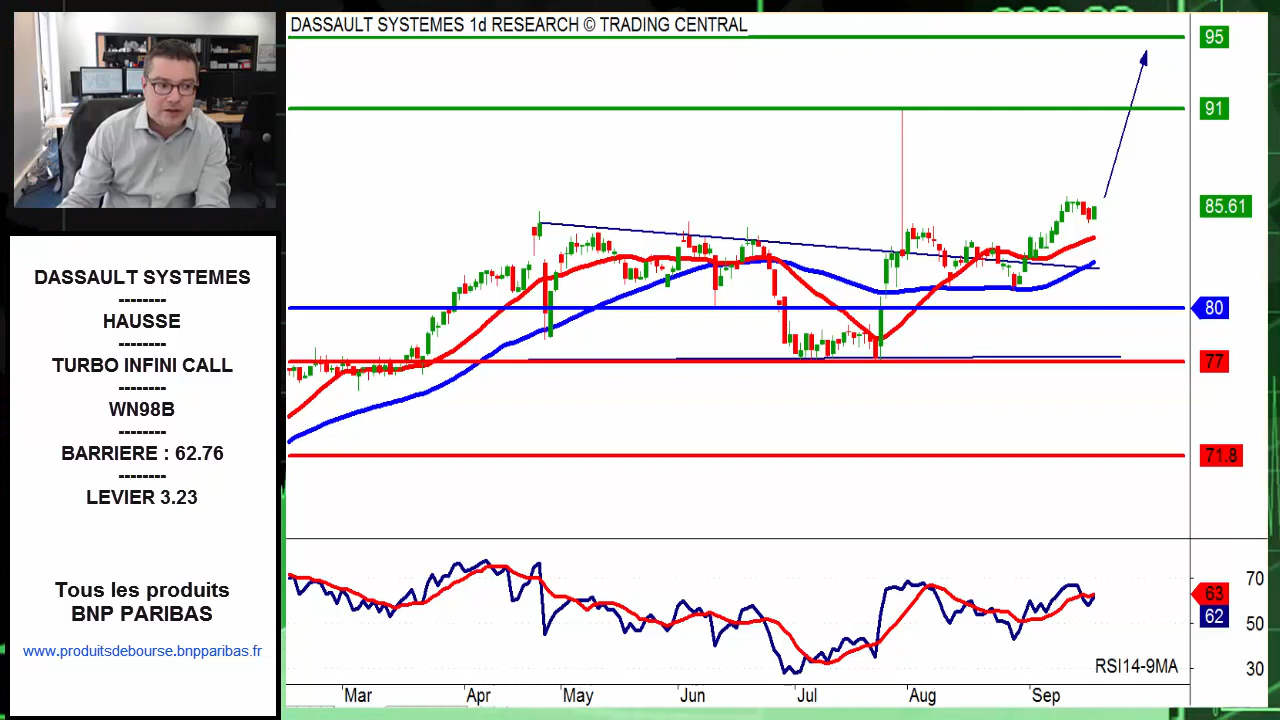 DASSAULT SYSTEMES 1d RESEARCH © TRADING CENTRAL
95
91
85.61
80
77
71.8
DASSAULT SYSTEMES
--------
HAUSSE
--------
TURBO INFINI CALL
--------
WN98B
--------
BARRIERE : 62.76
--------
LEVIER 3.23
Tous les produits
BNP PARIBAS
www.produitsdebourse.bnpparibas.fr
70
63
62
50
30
RSI14-9MA
Mar Apr May Jun Jul Aug Sep